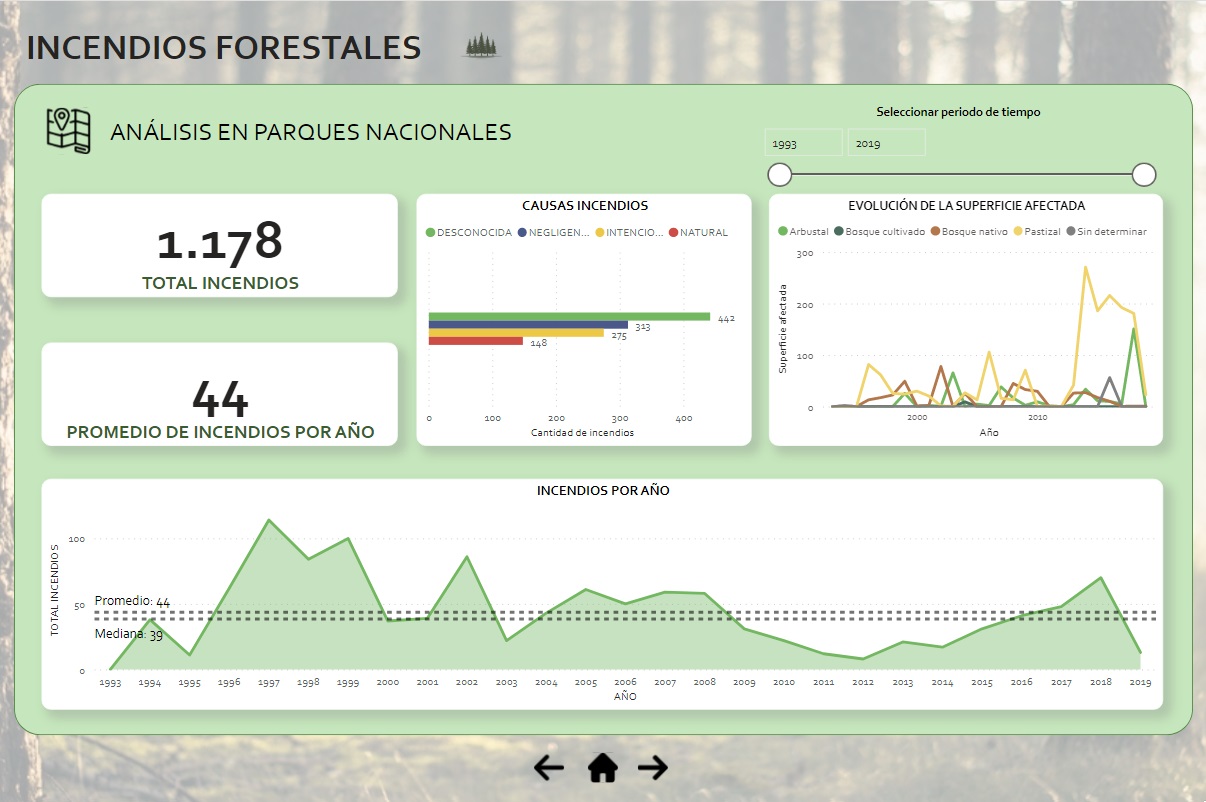 INCENDIOS FORESTALES
ANÁLISIS EN PARQUES NACIONALES
Seleccionar periodo de tiempo
1993 2019
1.178
TOTAL INCENDIOS
44
PROMEDIO DE INCENDIOS POR AÑO
CAUSAS INCENDIOS
DESCONOCIDA NEGLIGEN... INTENCIO... NATURAL
442
313
275
148
0 100 200 300 400
Cantidad de incendios
EVOLUCIÓN DE LA SUPERFICIE AFECTADA
Arbustal Bosque cultivado Bosque nativo Pastizal Sin determinar
Superficie afectada
300
200
100
0
2000 2010
Año
INCENDIOS POR AÑO
TOTAL INCENDIOS
100
50
0
Promedio: 44
Mediana: 39
1993 1994 1995 1996 1997 1998 1999 2000 2001 2002 2003 2004 2005 2006 2007 2008 2009 2010 2011 2012 2013 2014 2015 2016 2017 2018 2019
AÑO